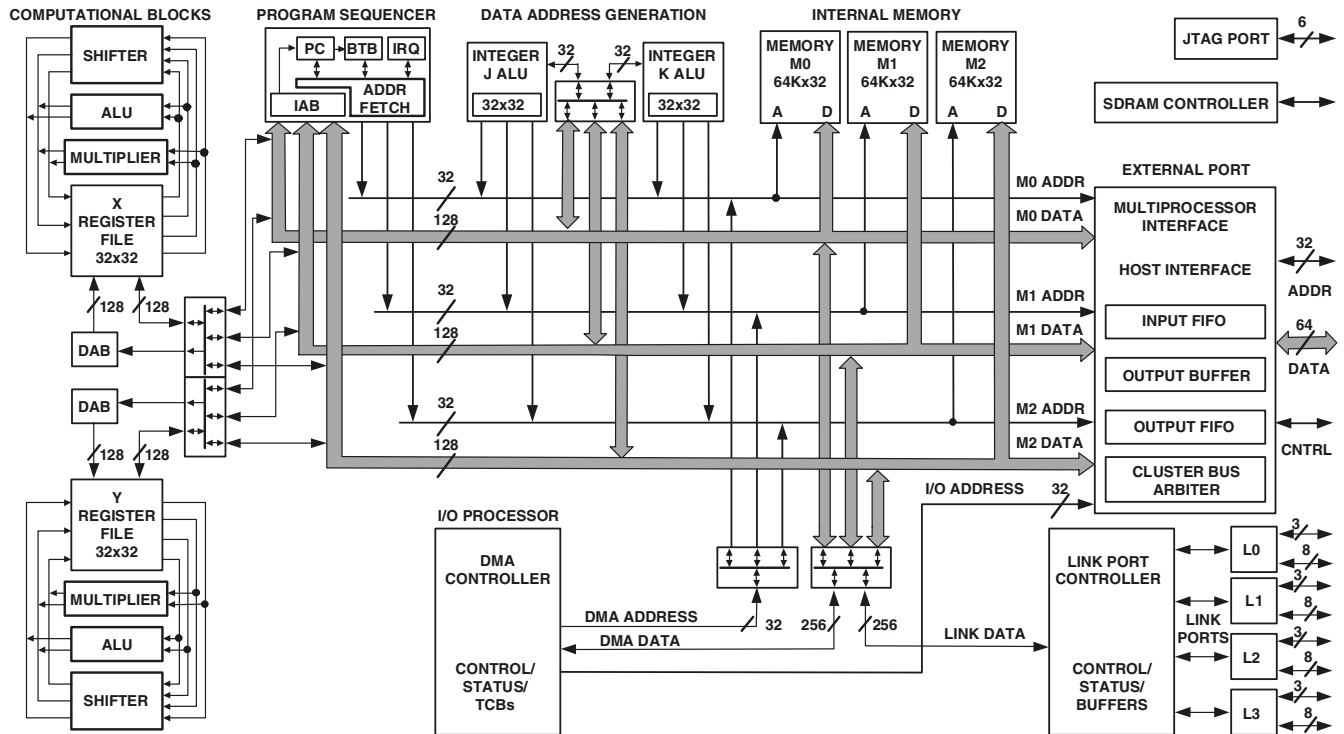 COMPUTATIONAL BLOCKS
SHIFTER
ALU
MULTIPLIER
X
REGISTER
FILE
32x32
128
128
DAB
DAB
128
128
Y
REGISTER
FILE
32x32
MULTIPLIER
ALU
SHIFTER
PROGRAM SEQUENCER
PC
BTB
IRQ
ADDR
FETCH
IAB
DATA ADDRESS GENERATION
INTEGER
J ALU
32x32
32
32
INTEGER
K ALU
32x32
INTERNAL MEMORY
MEMORY
M0
64Kx32
A
D
MEMORY
M1
64Kx32
A
D
MEMORY
M2
64Kx32
A
D
32
128
32
128
32
128
M0 ADDR
M0 DATA
M1 ADDR
M1 DATA
M2 ADDR
M2 DATA
I/O ADDRESS
32
JTAG PORT
6
SDRAM CONTROLLER
EXTERNAL PORT
MULTIPROCESSOR
INTERFACE
HOST INTERFACE
INPUT FIFO
OUTPUT BUFFER
OUTPUT FIFO
CLUSTER BUS
ARBITER
32
ADDR
64
DATA
CNTRL
I/O PROCESSOR
DMA
CONTROLLER
CONTROL/
STATUS/
TCBs
DMA ADDRESS
32
DMA DATA
256
256
LINK DATA
LINK PORT
CONTROLLER
CONTROL/
STATUS/
BUFFERS
LINK
PORTS
L0
3
8
L1
3
8
L2
3
8
L3
3
8